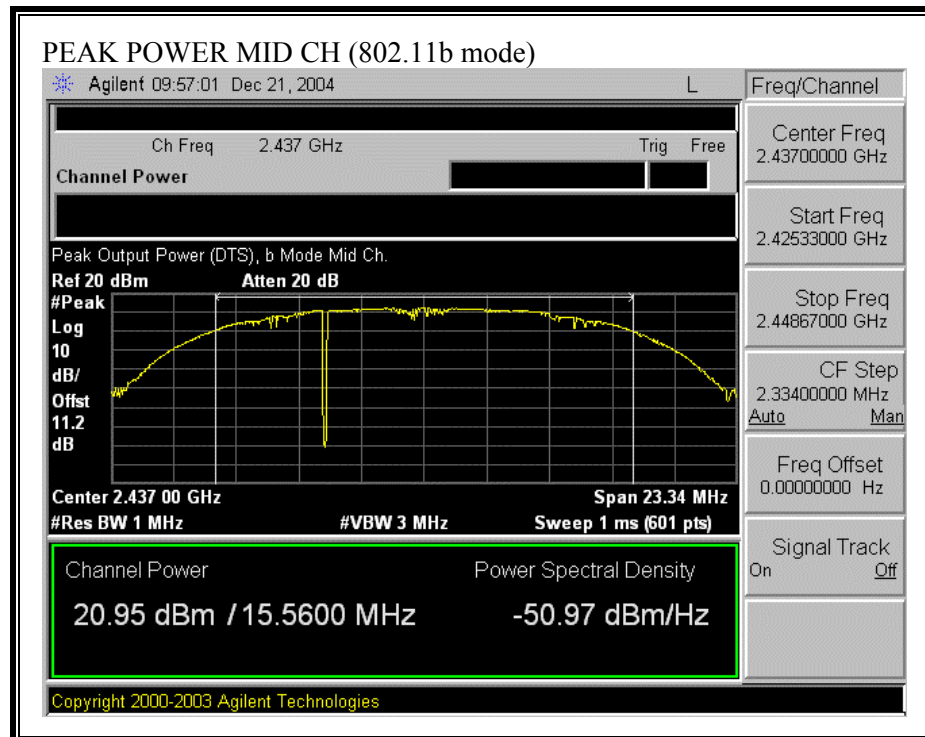 PEAK POWER MID CH (802.11b mode)
Agilent 09:57:01 Dec 21, 2004 L
Freq/Channel
Ch Freq 2.437 GHz Trig Free
Channel Power
Center Freq
2.43700000 GHz
Start Freq
2.42533000 GHz
Stop Freq
2.44867000 GHz
CF Step
2.33400000 MHz
Auto Man
Freq Offset
0.00000000 Hz
Signal Track
On Off
Peak Output Power (DTS), b Mode Mid Ch.
Ref 20 dBm Atten 20 dB
#Peak
Log
10
dB/
Offst
11.2
dB
Center 2.437 00 GHz Span 23.34 MHz
#Res BW 1 MHz #VBW 3 MHz Sweep 1 ms (601 pts)
Channel Power Power Spectral Density
20.95 dBm / 15.5600 MHz -50.97 dBm/Hz
Copyright 2000-2003 Agilent Technologies